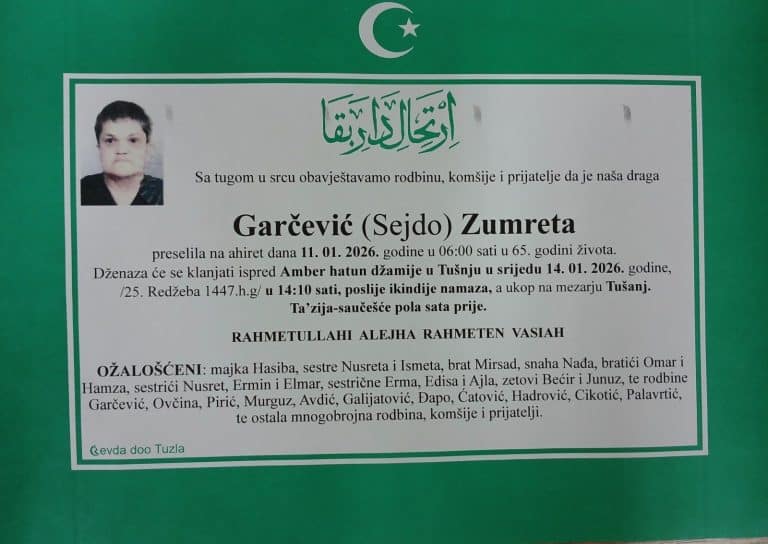 اِرْتِحَالِ دَارِ بَقَا
Sa tugom u srcu obavještavamo rodbinu, komšije i prijatelje da je naša draga
Garčević (Sejdo) Zumreta
preselila na ahiret dana 11. 01. 2026. godine u 06:00 sati u 65. godini života.
Dženaza će se klanjati ispred Amber hatun džamije u Tušnju u srijedu 14. 01. 2026. godine,
/25. Redžeba 1447.h.g/ u 14:10 sati, poslije ikindije namaza, a ukop na mezarju Tušanj.
Ta’zija-saučešće pola sata prije.
RAHMETULLAHI ALEJHA RAHMETEN VASIAH
OŽALOŠĆENI: majka Hasiba, sestre Nusreta i Ismeta, brat Mirsad, snaha Nađa, bratići Omar i
Hamza, sestrići Nusret, Ermin i Elmar, sestrične Erma, Edisa i Ajla, zetovi Bećir i Junuz, te rodbine
Garčević, Ovčina, Pirić, Murguz, Avdić, Galijatović, Đapo, Ćatović, Hadrović, Cikotić, Palavrtić,
te ostala mnogobrojna rodbina, komšije i prijatelji.
Revda doo Tuzla